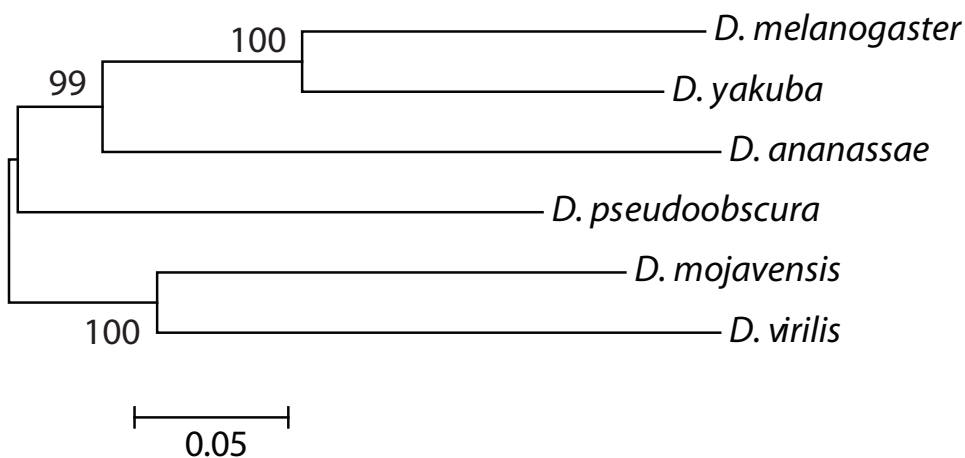 100
D. melanogaster
99
D. yakuba
D. ananassae
D. pseudoobscura
D. mojavensis
100
D. virilis
0.05